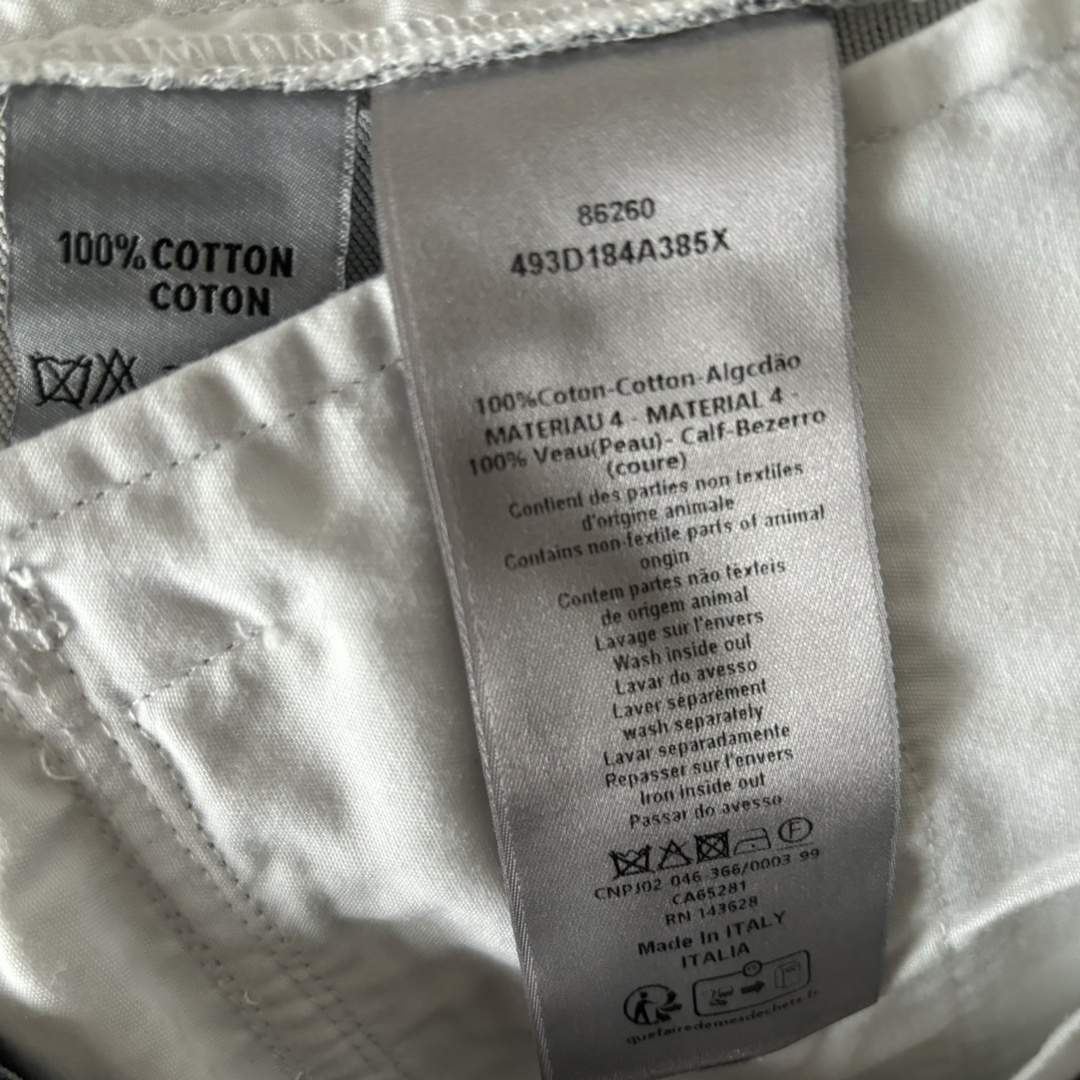 100% COTTON
COTON
86260
493D184A385X
100%Coton-Cotton-Algcdão
MATERIAU 4 - MATERIAL 4 -
100% Veau(Peau)- Calf-Bezerro
(coure)
Contient des parties non textiles
d'origine animale
Contains non-textile parts of animal
ongin
Contem partes não texteis
de origem animal
Lavage sur l'envers
Wash inside out
Lavar do avesso
Laver séparément
wash separately
Lavar separadamente
Repasser sur l'envers
Iron inside out
Passar do avesso
F
CNPJ02 046 366/0003 99
CA65281
RN 143628
Made In ITALY
ITALIA
quefairedemesdechets.fr